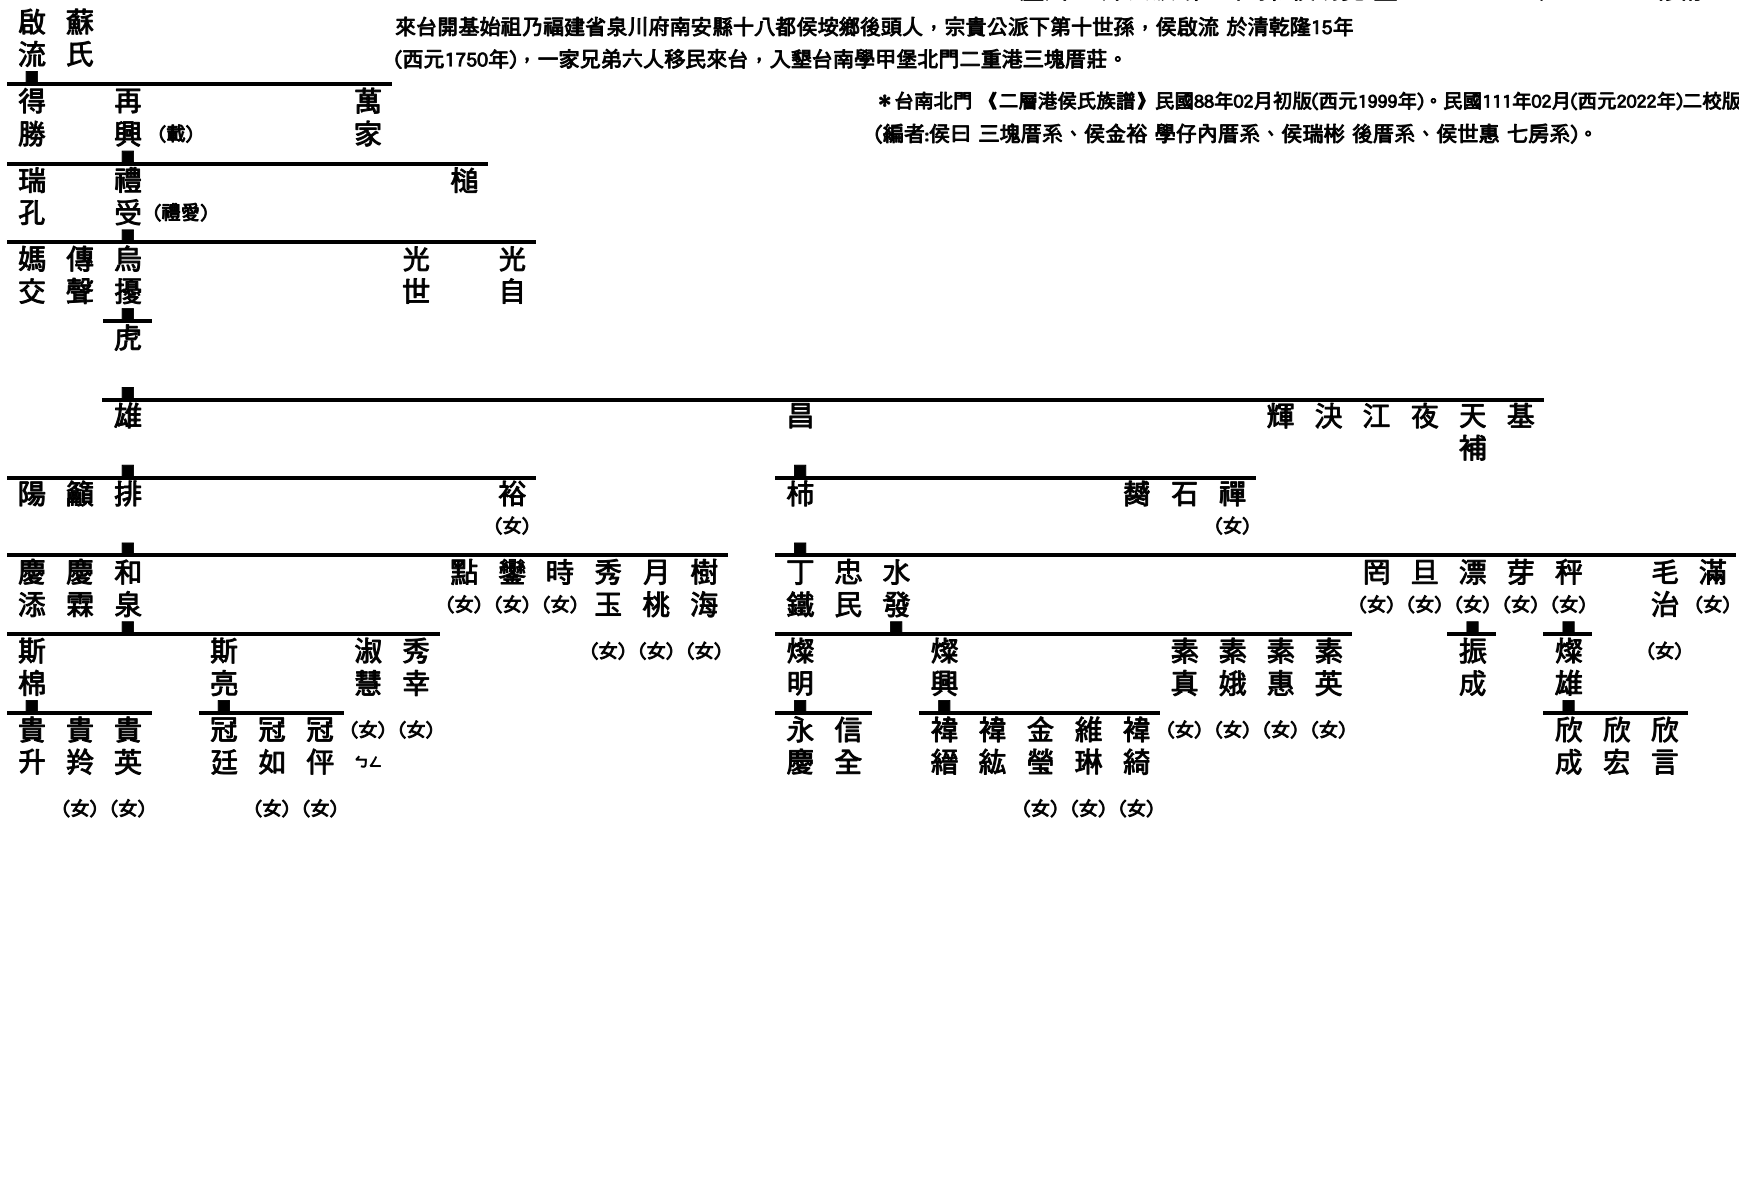 啟流 蘇氏
來台開基始祖乃福建省泉川府南安縣十八都侯垵鄉後頭人，宗貴公派下第十世孫，侯啟流 於清乾隆15年
(西元1750年)，一家兄弟六人移民來台，入墾台南學甲堡北門二重港三塊厝莊。
＊台南北門 《二層港侯氏族譜》民國88年02月初版(西元1999年)。民國111年02月(西元2022年)二校版
(編者:侯曰 三塊厝系、侯金裕 學仔內厝系、侯瑞彬 後厝系、侯世惠 七房系)。
得勝 再興 (載) 萬家
瑞孔 禮受 (禮愛) 槌
媽交 傳聲 烏擾 光世 光自
虎
雄 昌 輝 決 江 夜 天補 基
陽 籲 排 裕(女) 柿 石 禪(女)
慶添 慶霖 和泉 點(女) 鑾(女) 時(女) 秀玉(女) 月桃(女) 樹海(女) 丁鐵 忠民 水發 罔(女) 旦(女) 漂(女) 芽(女) 秤(女) 毛治(女) 滿(女)
斯棉 斯亮 淑慧(女)ㄅㄥ 秀幸(女) 燦明 燦興 素真(女) 素娥(女) 素惠(女) 素英(女) 振成 燦雄
貴升 貴羚(女) 貴英(女) 冠廷 冠如(女) 冠伻(女) 永慶 信全 褘縉 褘紘 金瑩(女) 維琳(女) 褘綺(女) 欣成 欣宏 欣言